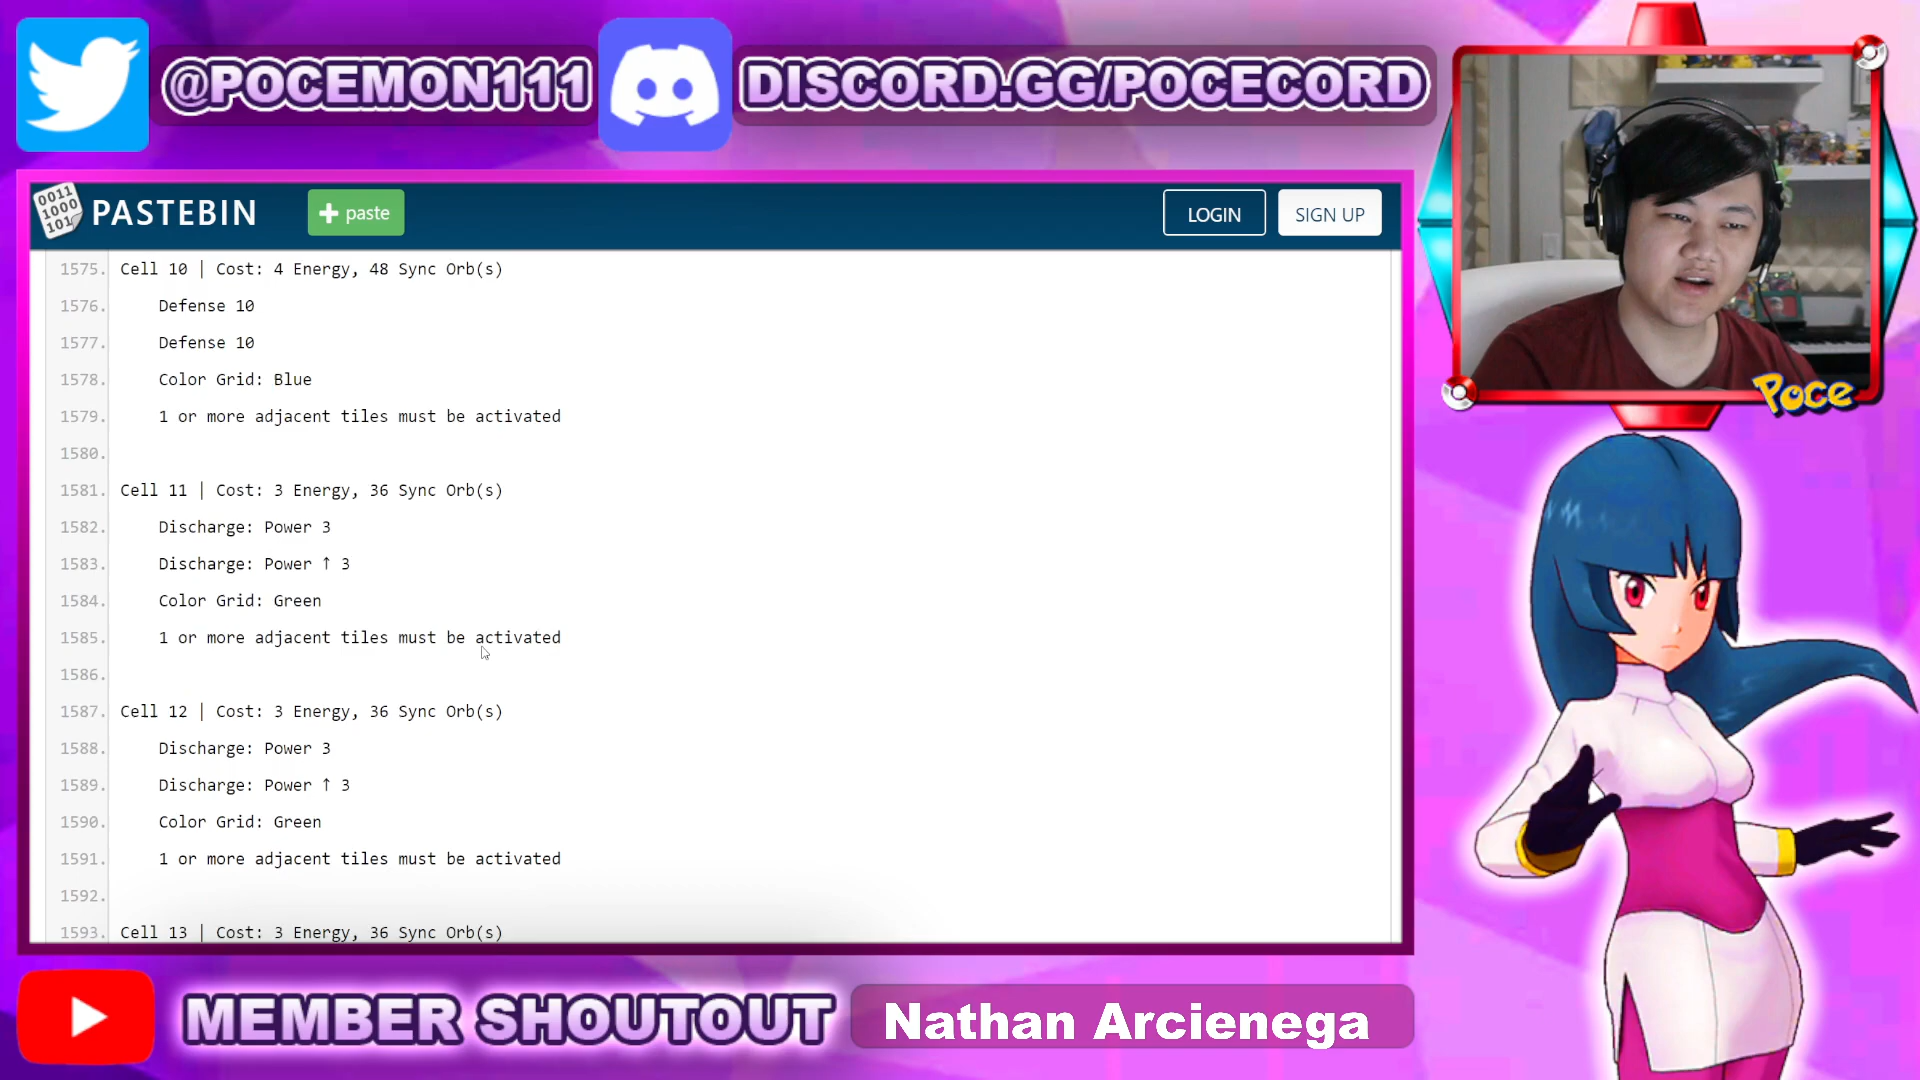 @POCEMON111
DISCORD.GG/POCECORD
0011
1000
101
PASTEBIN
+ paste
LOGIN
SIGN UP
1575. Cell 10 | Cost: 4 Energy, 48 Sync Orb(s)
1576. Defense 10
1577. Defense 10
1578. Color Grid: Blue
1579. 1 or more adjacent tiles must be activated
1580.
1581. Cell 11 | Cost: 3 Energy, 36 Sync Orb(s)
1582. Discharge: Power 3
1583. Discharge: Power ↑ 3
1584. Color Grid: Green
1585. 1 or more adjacent tiles must be activated
1586.
1587. Cell 12 | Cost: 3 Energy, 36 Sync Orb(s)
1588. Discharge: Power 3
1589. Discharge: Power ↑ 3
1590. Color Grid: Green
1591. 1 or more adjacent tiles must be activated
1592.
1593. Cell 13 | Cost: 3 Energy, 36 Sync Orb(s)
Poce
MEMBER SHOUTOUT
Nathan Arcienega